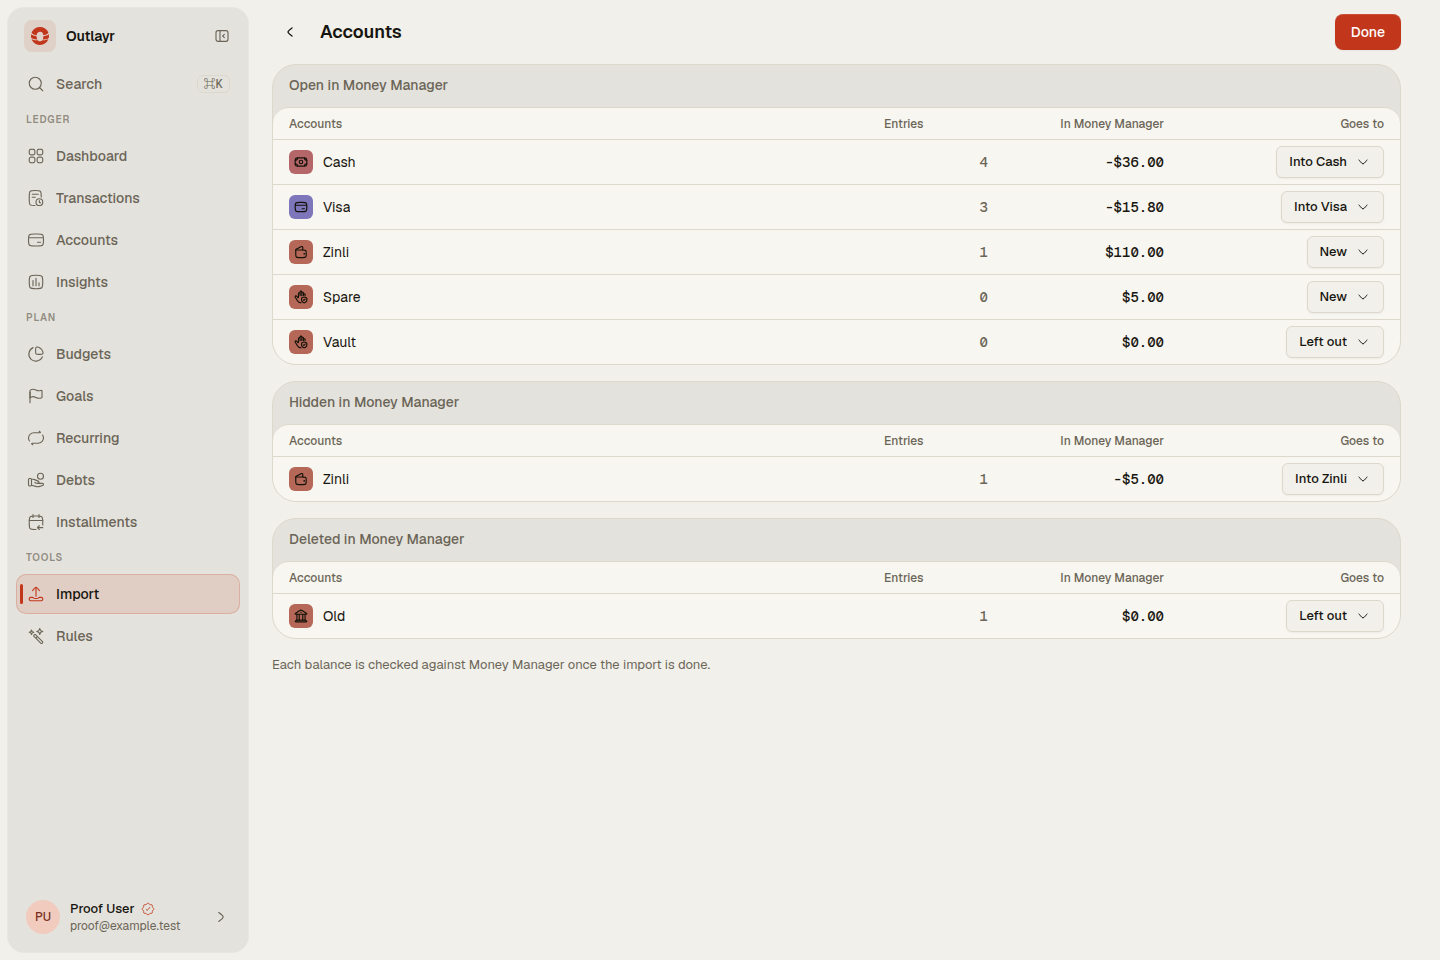 Outlayr
Search ⌘K
LEDGER
Dashboard
Transactions
Accounts
Insights
PLAN
Budgets
Goals
Recurring
Debts
Installments
TOOLS
Import
Rules
PU
Proof User
proof@example.test
Accounts
Done
Open in Money Manager
Accounts Entries In Money Manager Goes to
Cash 4 -$36.00 Into Cash
Visa 3 -$15.80 Into Visa
Zinli 1 $110.00 New
Spare 0 $5.00 New
Vault 0 $0.00 Left out
Hidden in Money Manager
Accounts Entries In Money Manager Goes to
Zinli 1 -$5.00 Into Zinli
Deleted in Money Manager
Accounts Entries In Money Manager Goes to
Old 1 $0.00 Left out
Each balance is checked against Money Manager once the import is done.